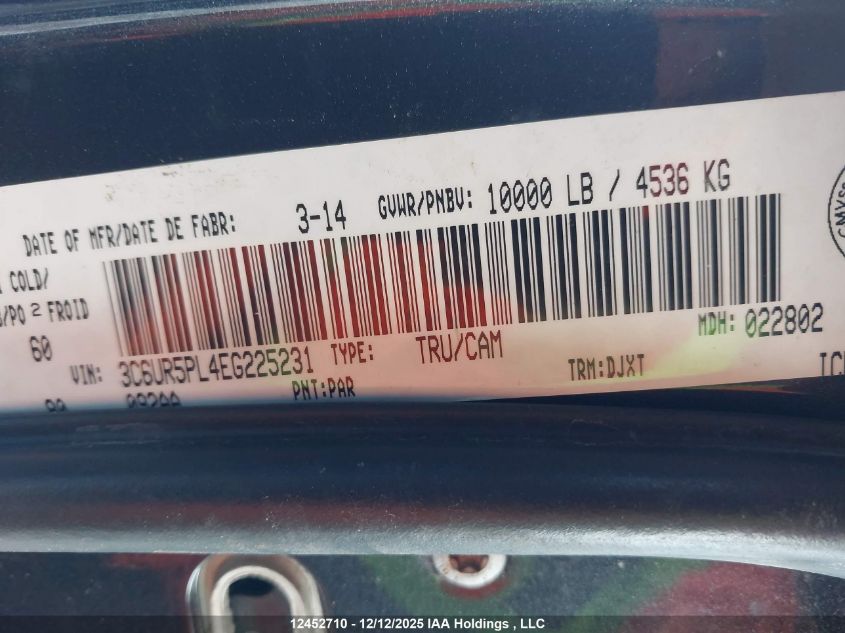 DATE OF MFR/DATE DE FABR: 3-14 GVWR/PNBV: 10000 LB / 4536 KG
COLD/
/PO 2 FROID
60
VIN: 3C6UR5PL4EG225231 TYPE: TRU/CAM MDH: 022802
PNT:PAR TRM:DJXT
12452710 - 12/12/2025 IAA Holdings , LLC